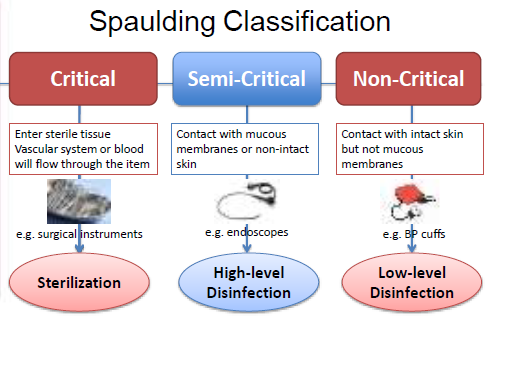 Spaulding Classification
Critical
Semi-Critical
Non-Critical
Enter sterile tissue
Vascular system or blood
will flow through the item
Contact with mucous
membranes or non-intact
skin
Contact with intact skin
but not mucous
membranes
e.g. surgical instruments
e.g. endoscopes
e.g. BP cuffs
Sterilization
High-level
Disinfection
Low-level
Disinfection